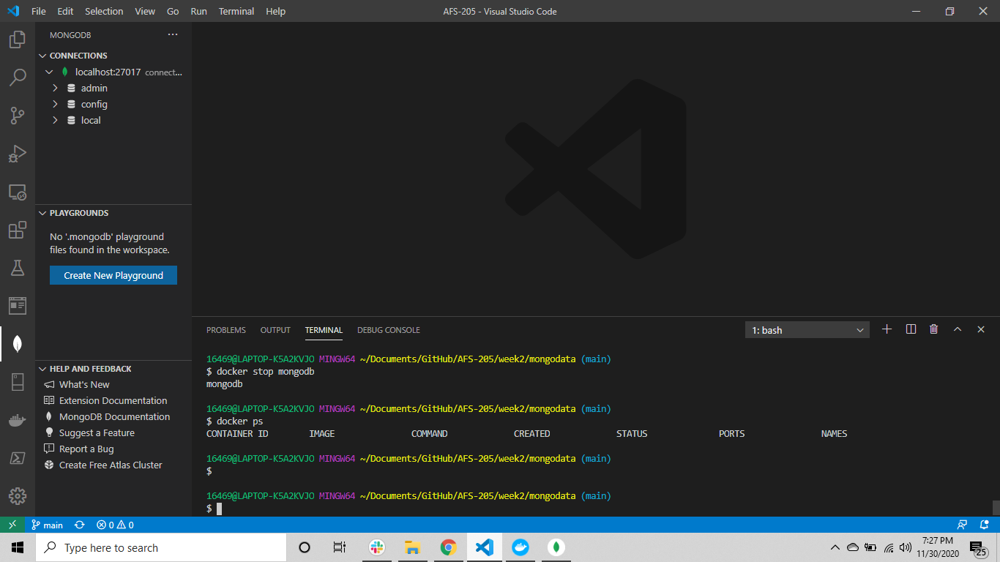 File Edit Selection View Go Run Terminal Help AFS-205 - Visual Studio Code
MONGODB ···
CONNECTIONS
localhost:27017 connect...
admin
config
local
PLAYGROUNDS
No '.mongodb' playground
files found in the workspace.
Create New Playground
HELP AND FEEDBACK
What's New
Extension Documentation
MongoDB Documentation
Suggest a Feature
Report a Bug
Create Free Atlas Cluster
PROBLEMS OUTPUT TERMINAL DEBUG CONSOLE 1: bash
16469@LAPTOP-K5A2KVJO MINGW64 ~/Documents/GitHub/AFS-205/week2/mongodata (main)
$ docker stop mongodb
mongodb
16469@LAPTOP-K5A2KVJO MINGW64 ~/Documents/GitHub/AFS-205/week2/mongodata (main)
$ docker ps
CONTAINER ID IMAGE COMMAND CREATED STATUS PORTS NAMES
16469@LAPTOP-K5A2KVJO MINGW64 ~/Documents/GitHub/AFS-205/week2/mongodata (main)
$
16469@LAPTOP-K5A2KVJO MINGW64 ~/Documents/GitHub/AFS-205/week2/mongodata (main)
$
main 0 0
Type here to search
7:27 PM
11/30/2020
25